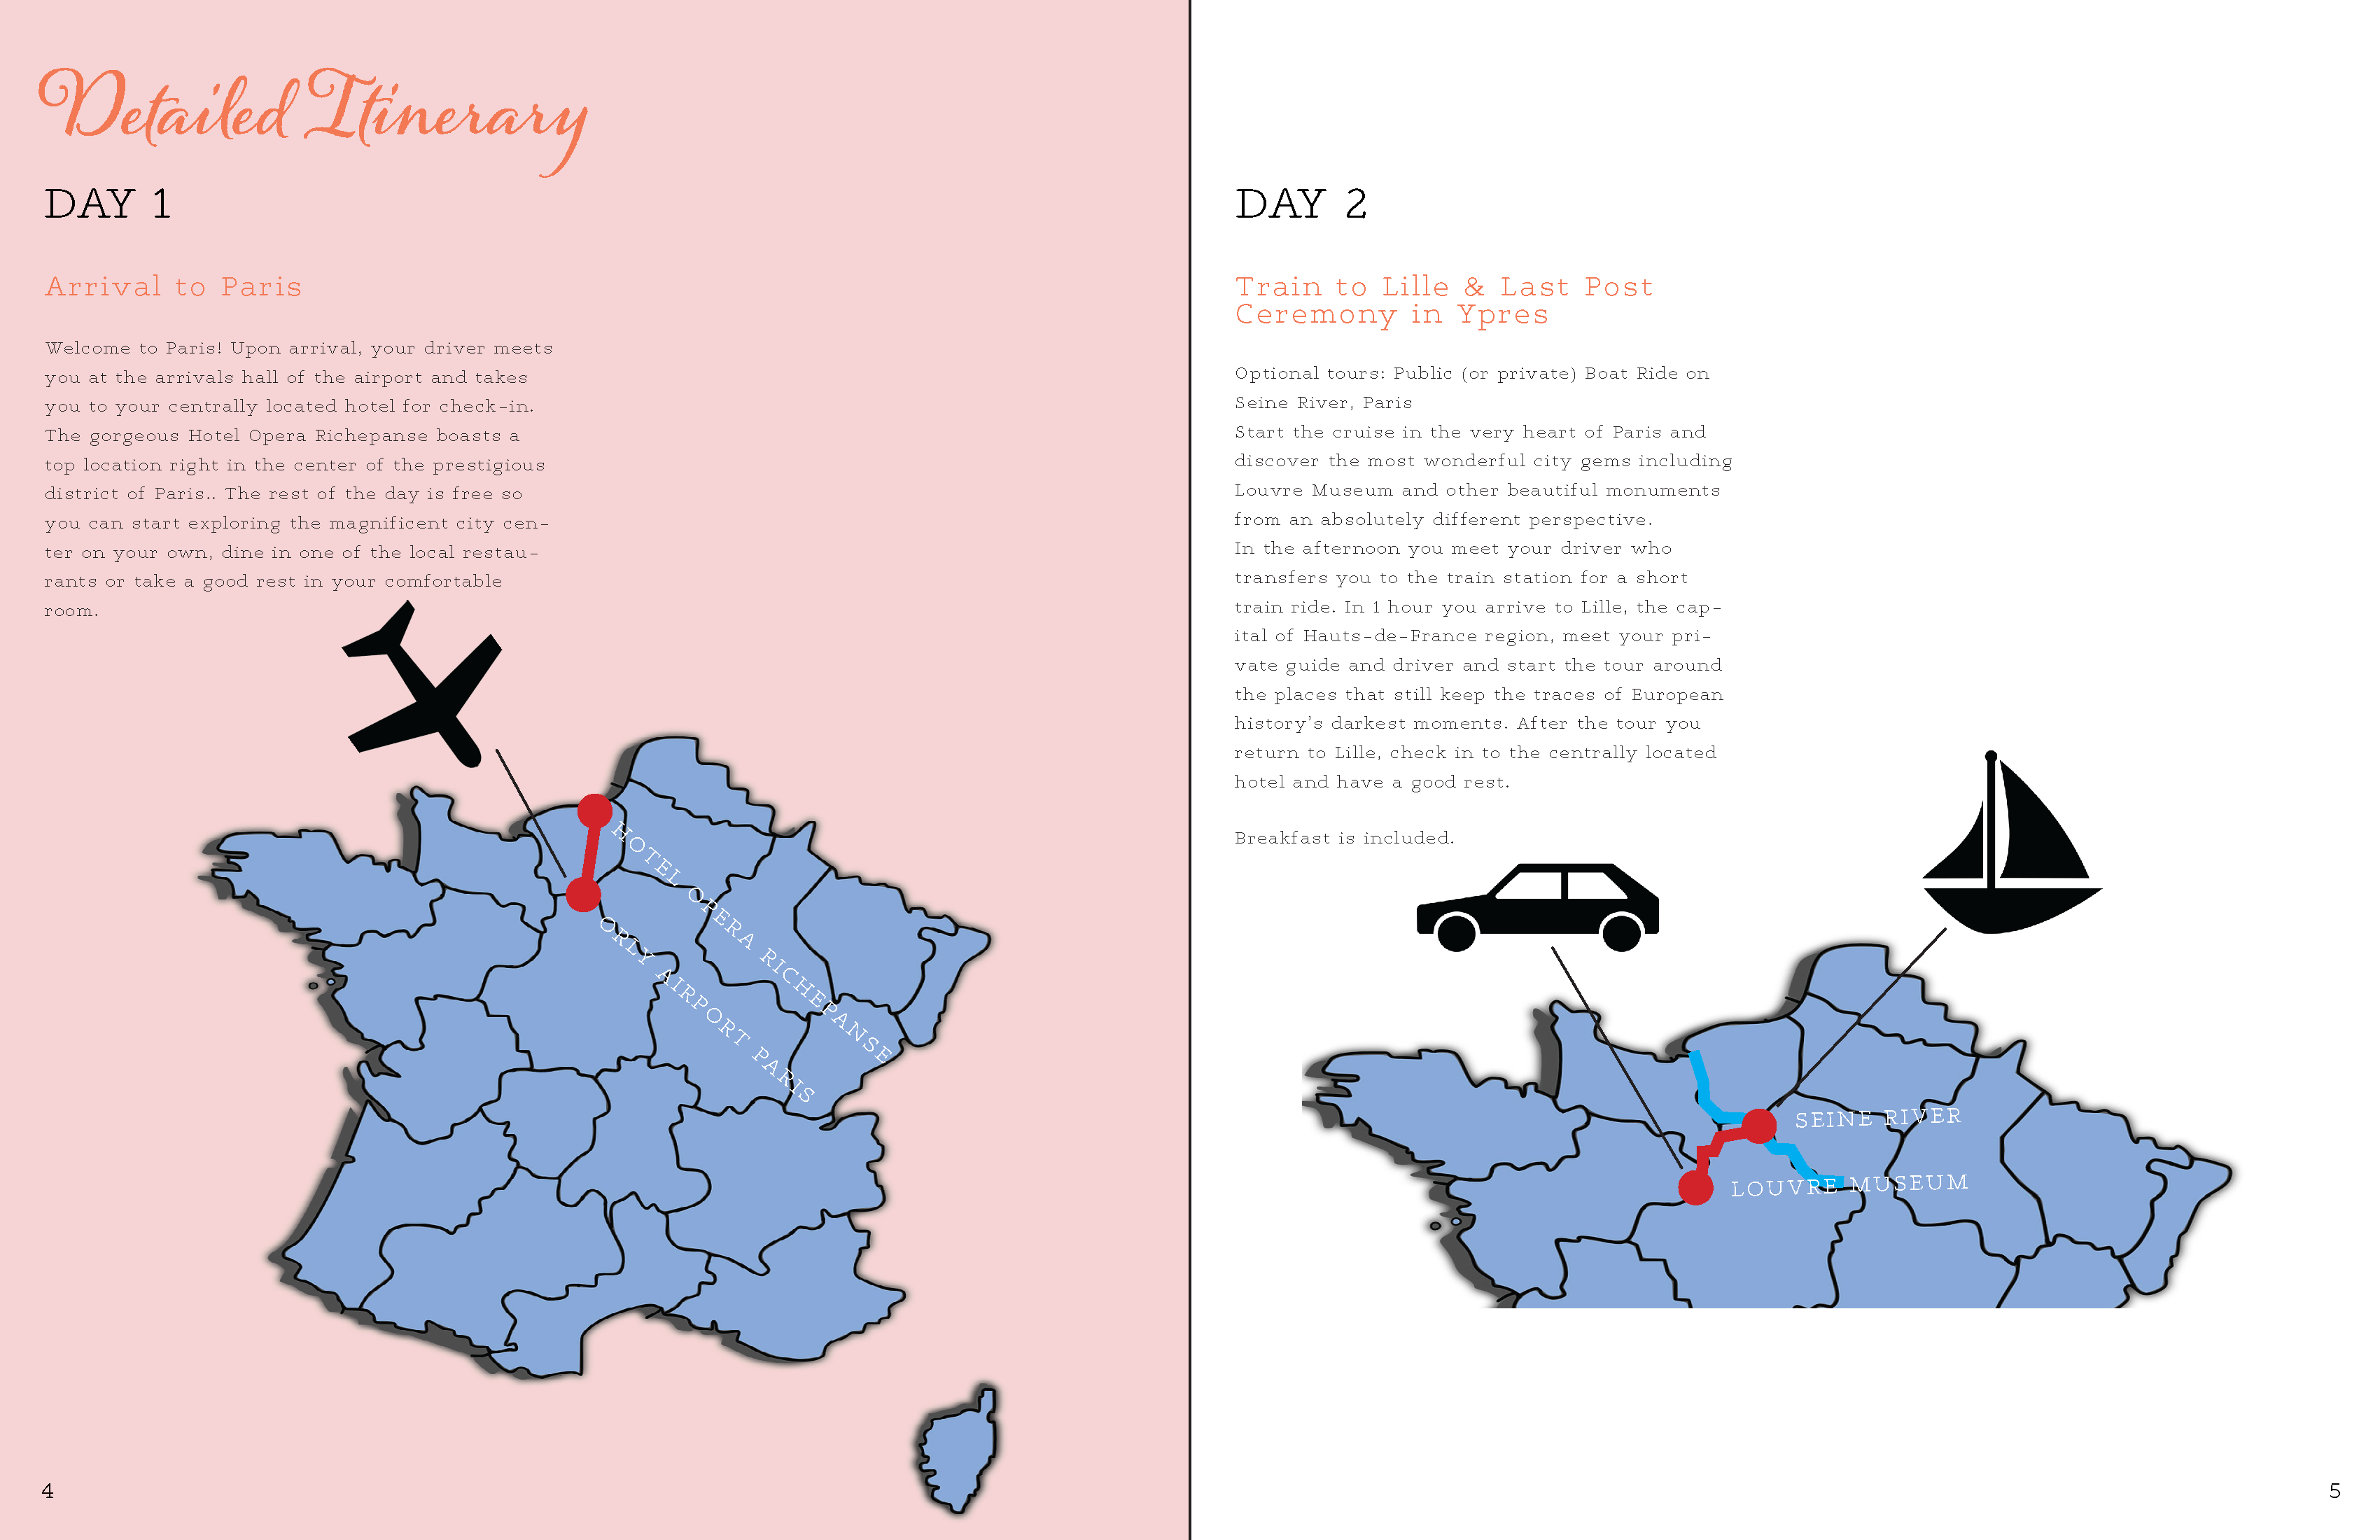 Detailed Itinerary
DAY 1
Arrival to Paris
Welcome to Paris! Upon arrival, your driver meets
you at the arrivals hall of the airport and takes
you to your centrally located hotel for check-in.
The gorgeous Hotel Opera Richepanse boasts a
top location right in the center of the prestigious
district of Paris.. The rest of the day is free so
you can start exploring the magnificent city cen-
ter on your own, dine in one of the local restau-
rants or take a good rest in your comfortable
room.
HOTEL OPERA RICHEPANSE
ORLY AIRPORT PARIS
4
DAY 2
Train to Lille & Last Post
Ceremony in Ypres
Optional tours: Public (or private) Boat Ride on
Seine River, Paris
Start the cruise in the very heart of Paris and
discover the most wonderful city gems including
Louvre Museum and other beautiful monuments
from an absolutely different perspective.
In the afternoon you meet your driver who
transfers you to the train station for a short
train ride. In 1 hour you arrive to Lille, the cap-
ital of Hauts-de-France region, meet your pri-
vate guide and driver and start the tour around
the places that still keep the traces of European
history's darkest moments. After the tour you
return to Lille, check in to the centrally located
hotel and have a good rest.
Breakfast is included.
SEINE RIVER
LOUVRE MUSEUM
5